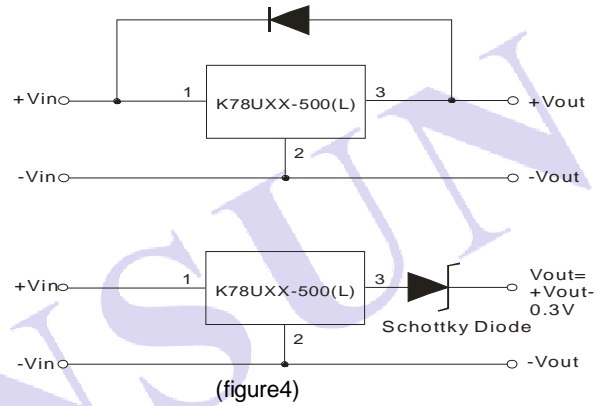 +Vin
1
K78UXX-500(L)
3
+Vout
2
-Vin
-Vout
+Vin
1
K78UXX-500(L)
3
Vout=
+Vout-
0.3V
Schottky Diode
2
-Vin
-Vout
(figure4)
NSUN